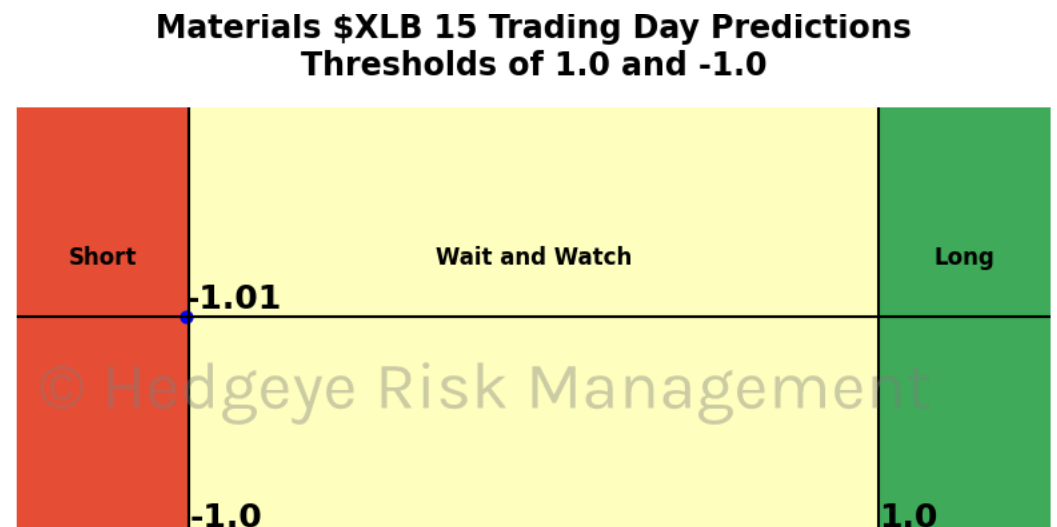 Materials $XLB 15 Trading Day Predictions
Thresholds of 1.0 and -1.0
Short
Wait and Watch
Long
-1.01
© Hedgeye Risk Management
-1.0
1.0